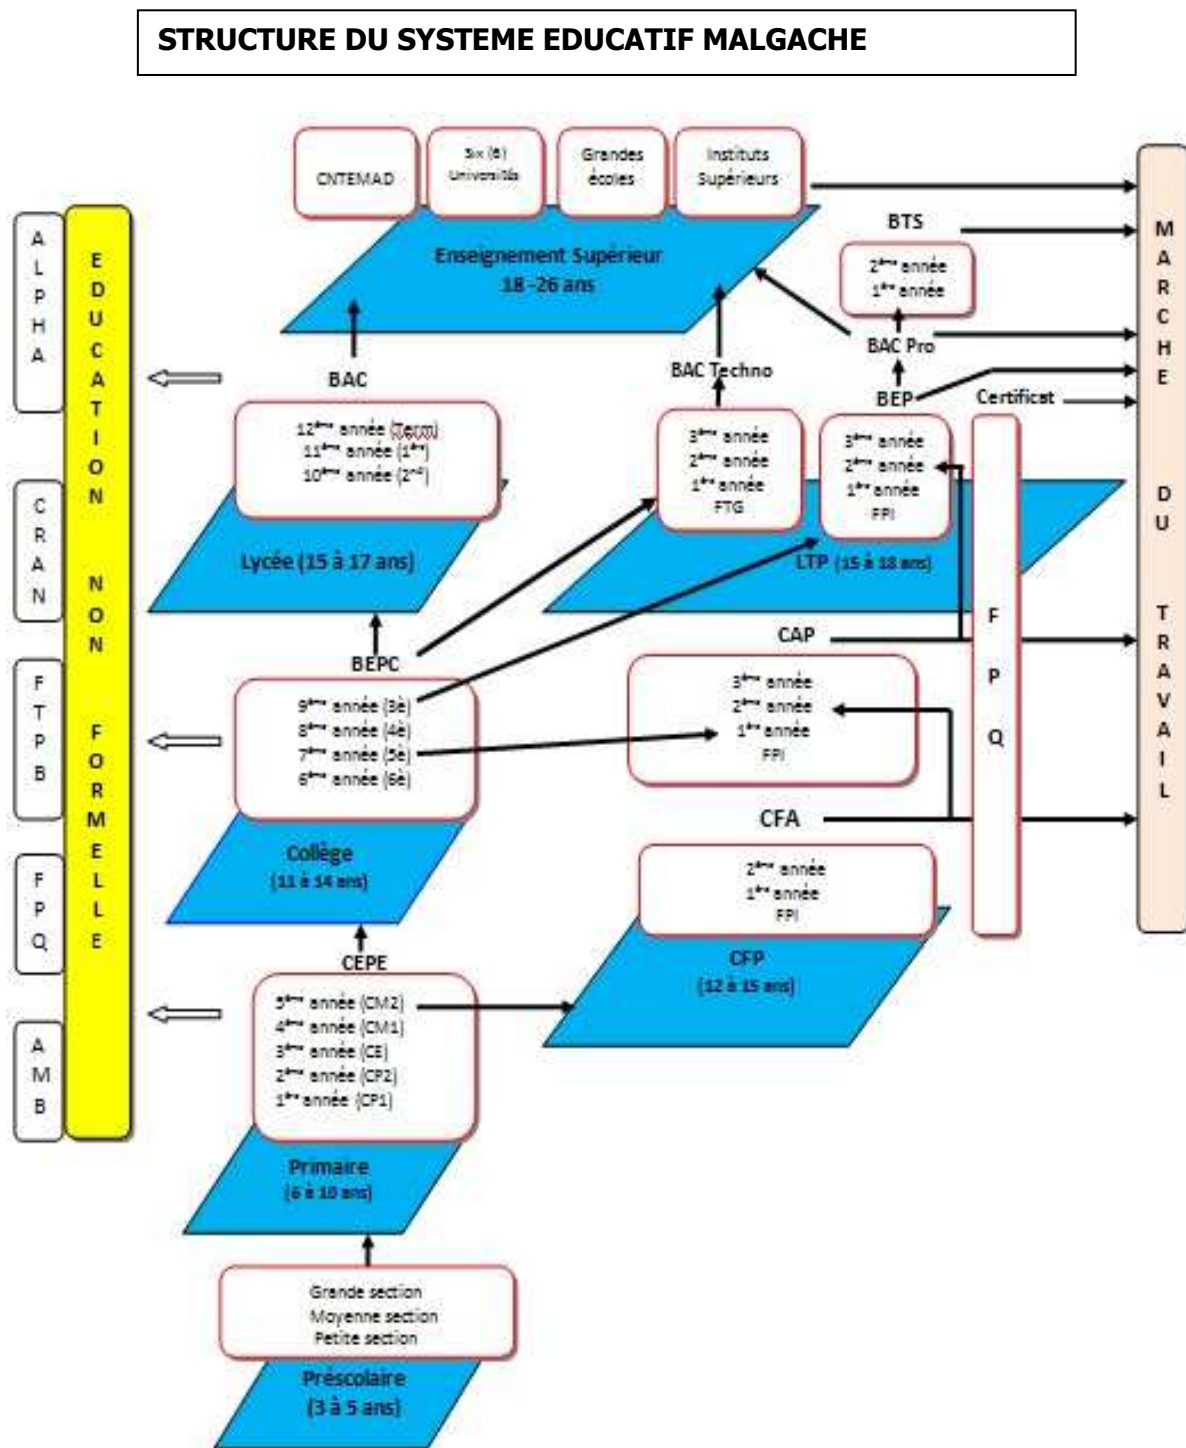 STRUCTURE DU SYSTEME EDUCATIF MALGACHE
CNTEMAD
Six (6)
Universités
Grandes
écoles
Instituts
Supérieurs
Enseignement Supérieur
18 -26 ans
BTS
2ème année
1ère année
BAC
BAC Techno
BAC Pro
BEP
Certificat
12ème année (Term)
11ème année (1ère)
10ème année (2nd)
3ème année
2ème année
1ère année
FTG
3ème année
2ème année
1ère année
FPI
Lycée (15 à 17 ans)
LTP (15 à 18 ans)
BEPC
CAP
9ème année (3è)
8ème année (4è)
7ème année (5è)
6ème année (6è)
3ème année
2ème année
1ère année
FPI
Collège
(11 à 14 ans)
CFA
2ème année
1ère année
FPI
CFP
(12 à 15 ans)
CEPE
5ème année (CM2)
4ème année (CM1)
3ème année (CE)
2ème année (CP2)
1ère année (CP1)
Primaire
(6 à 10 ans)
Grande section
Moyenne section
Petite section
Préscolaire
(3 à 5 ans)
ALPHA
CRAN
FTPB
FPQ
AMB
EDUCATION NON FORMELLE
FPQ
MARCHE DU TRAVAIL